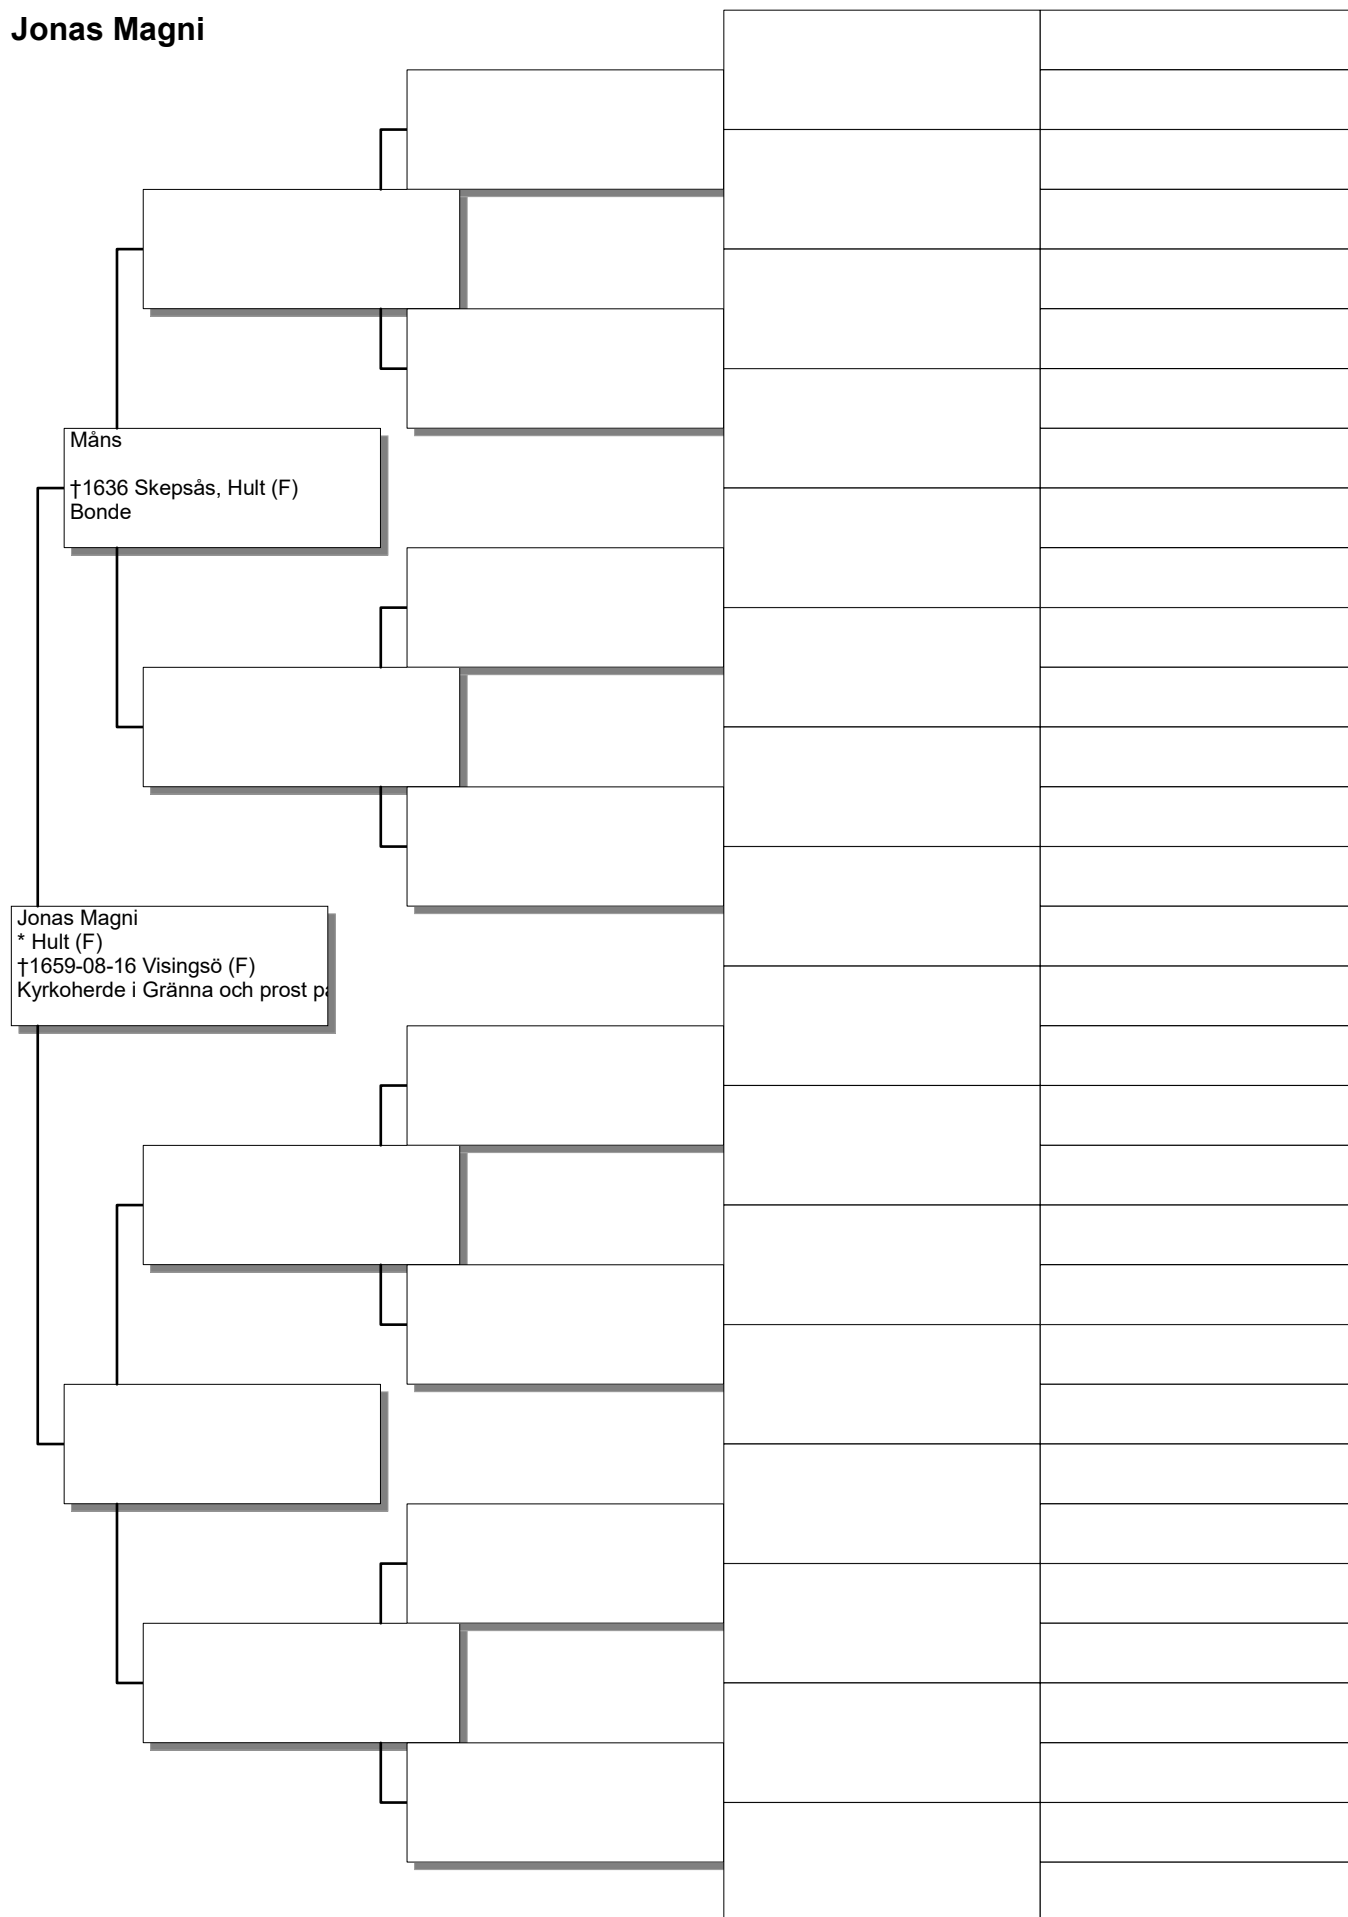 Jonas Magni
Måns
†1636 Skepsås, Hult (F)
Bonde
Jonas Magni
* Hult (F)
†1659-08-16 Visingsö (F)
Kyrkoherde i Gränna och prost